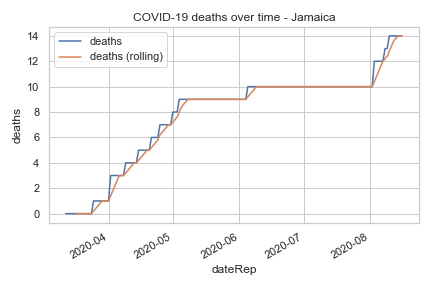 COVID-19 deaths over time - Jamaica
deaths
deaths (rolling)
14
12
10
8
6
4
2
0
deaths
2020-04
2020-05
2020-06
2020-07
2020-08
dateRep